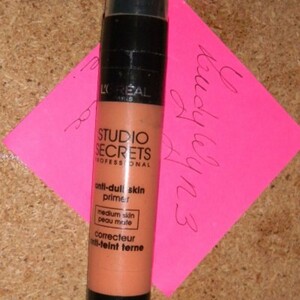 L'ORÉAL
PARIS
STUDIO
SECRETS
PROFESSIONAL
anti-dull skin
primer
medium skin
peau mate
correcteur
anti-teint terne